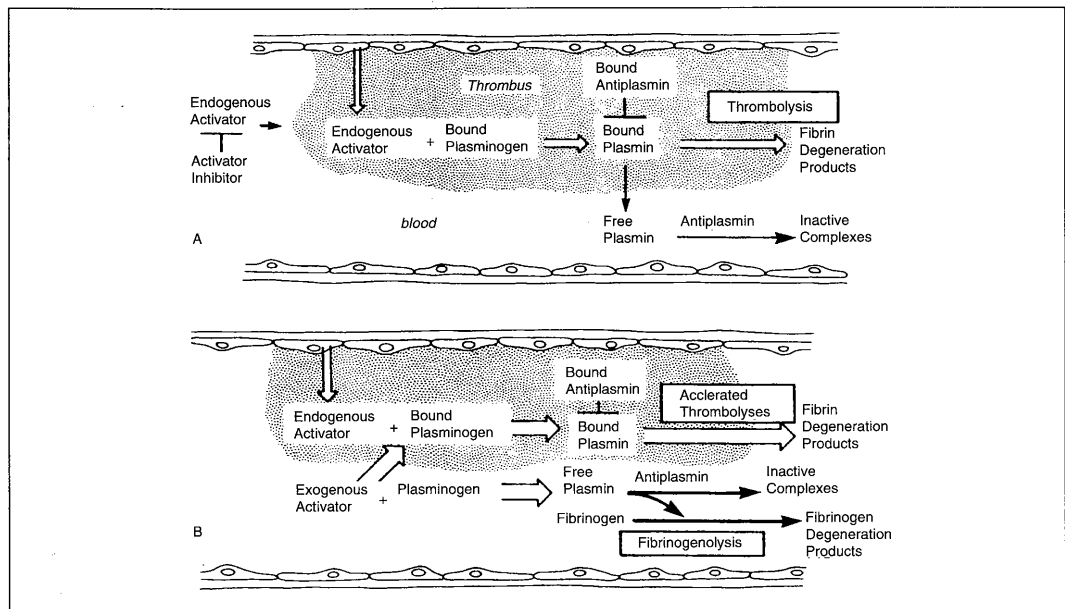 Thrombus
Bound
Antiplasmin
Thrombolysis
Endogenous
Activator
Activator
Inhibitor
Endogenous
Activator
+ Bound
Plasminogen
Bound
Plasmin
Fibrin
Degeneration
Products
blood
Free
Plasmin
Antiplasmin
Inactive
Complexes
A
Bound
Antiplasmin
Acclerated
Thrombolyses
Endogenous
Activator
+
Bound
Plasminogen
Bound
Plasmin
Fibrin
Degeneration
Products
Exogenous
Activator
+ Plasminogen
Free
Plasmin
Antiplasmin
Inactive
Complexes
Fibrinogen
Fibrinogenolysis
Fibrinogen
Degeneration
Products
B